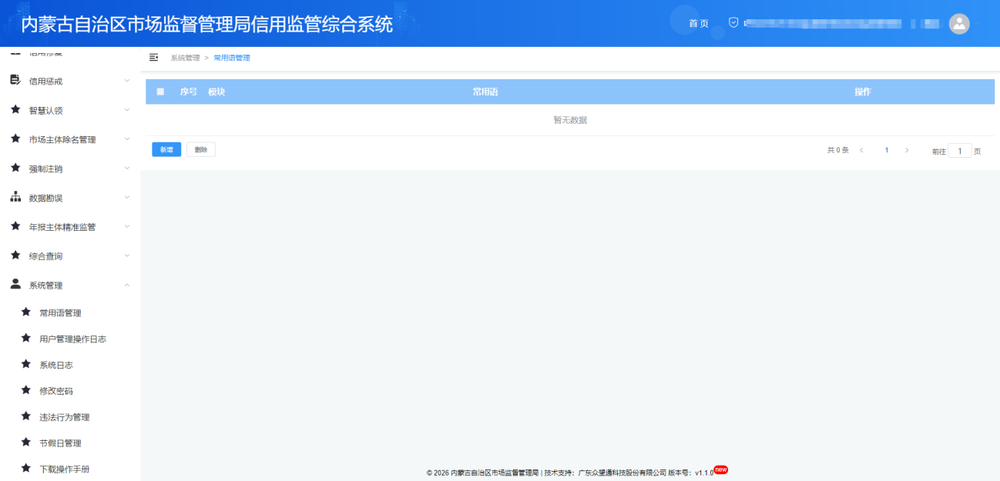 内蒙古自治区市场监督管理局信用监管综合系统
首页
信用修复
系统管理 > 常用语管理
信用惩戒
序号 模块 常用语 操作
智慧认领
暂无数据
市场主体除名管理
新增 删除 共 0 条 < 1 > 前往 1 页
强制注销
数据勘误
年报主体精准监管
综合查询
系统管理
常用语管理
用户管理操作日志
系统日志
修改密码
违法行为管理
节假日管理
下载操作手册
© 2026 内蒙古自治区市场监督管理局 | 技术支持：广东众望通科技股份有限公司 版本号：v1.1.0 new